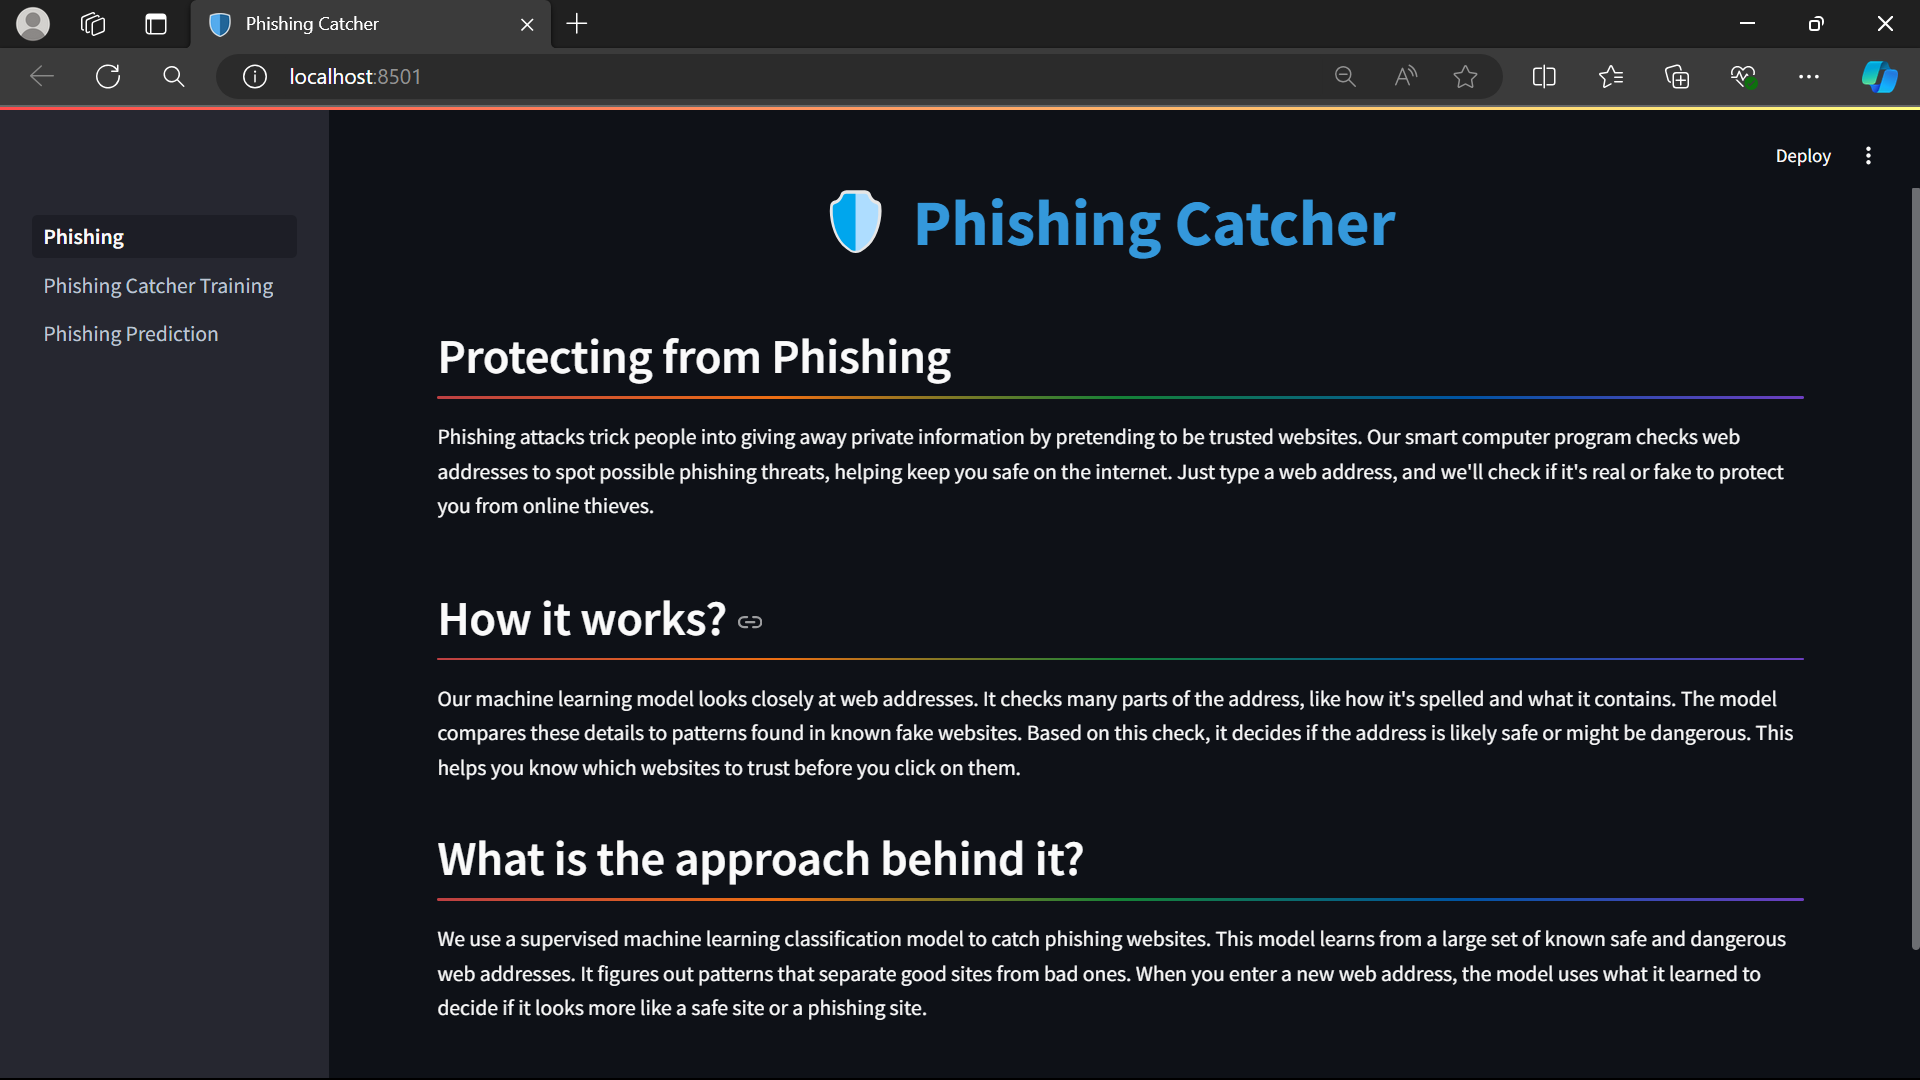 Phishing Catcher
localhost:8501
Deploy
Phishing
Phishing Catcher Training
Phishing Prediction
Phishing Catcher
Protecting from Phishing
Phishing attacks trick people into giving away private information by pretending to be trusted websites. Our smart computer program checks web
addresses to spot possible phishing threats, helping keep you safe on the internet. Just type a web address, and we'll check if it's real or fake to protect
you from online thieves.
How it works?
Our machine learning model looks closely at web addresses. It checks many parts of the address, like how it's spelled and what it contains. The model
compares these details to patterns found in known fake websites. Based on this check, it decides if the address is likely safe or might be dangerous. This
helps you know which websites to trust before you click on them.
What is the approach behind it?
We use a supervised machine learning classification model to catch phishing websites. This model learns from a large set of known safe and dangerous
web addresses. It figures out patterns that separate good sites from bad ones. When you enter a new web address, the model uses what it learned to
decide if it looks more like a safe site or a phishing site.